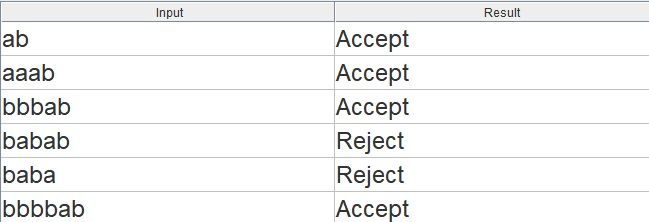 Input Result
ab Accept
aaab Accept
bbbab Accept
babab Reject
baba Reject
bbbbab Accept